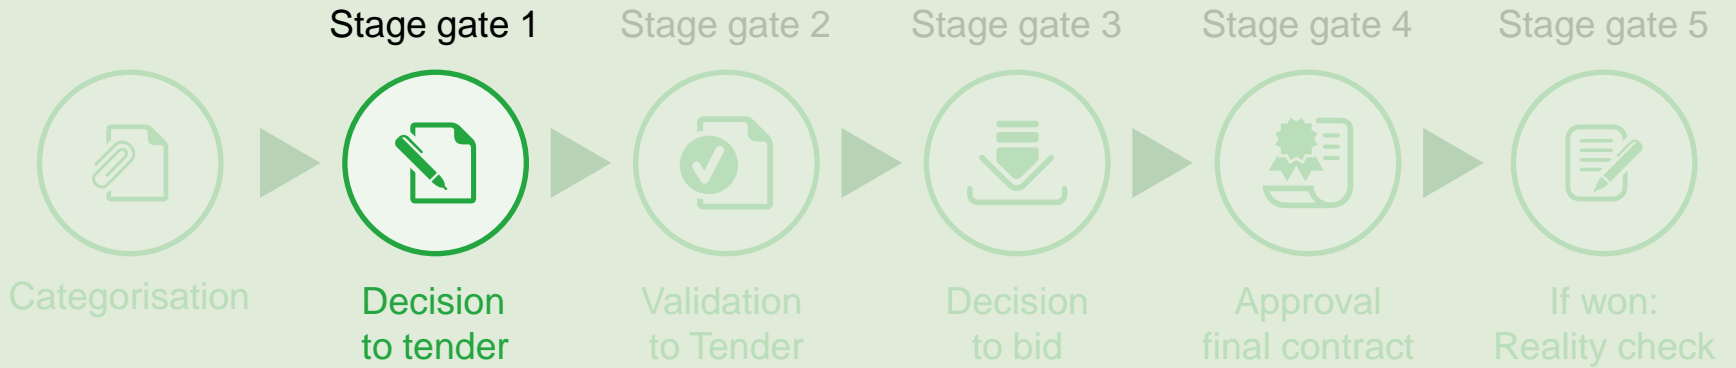 Stage gate 1
Stage gate 2
Stage gate 3
Stage gate 4
Stage gate 5
Categorisation
Decision
to tender
Validation
to Tender
Decision
to bid
Approval
final contract
If won:
Reality check